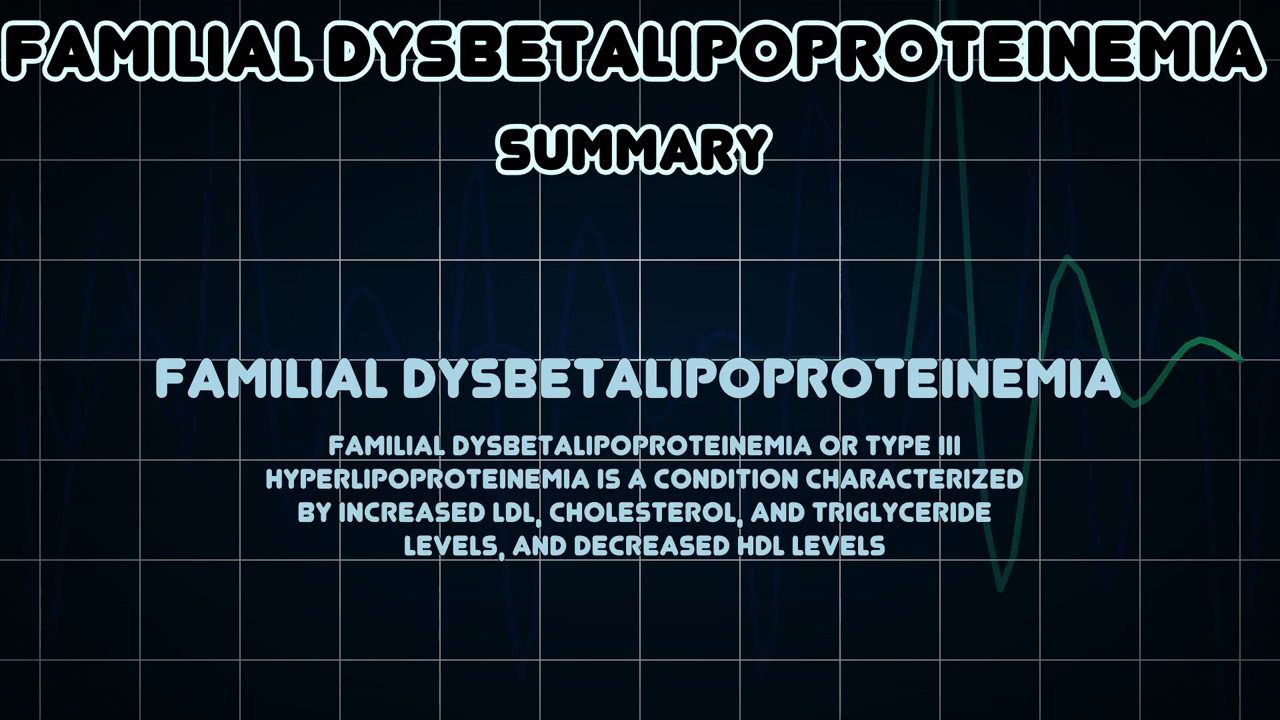 FAMILIAL DYSBETALIPOPROTEINEMIA
SUMMARY
FAMILIAL DYSBETALIPOPROTEINEMIA
FAMILIAL DYSBETALIPOPROTEINEMIA OR TYPE III
HYPERLIPOPROTEINEMIA IS A CONDITION CHARACTERIZED
BY INCREASED LDL, CHOLESTEROL, AND TRIGLYCERIDE
LEVELS, AND DECREASED HDL LEVELS